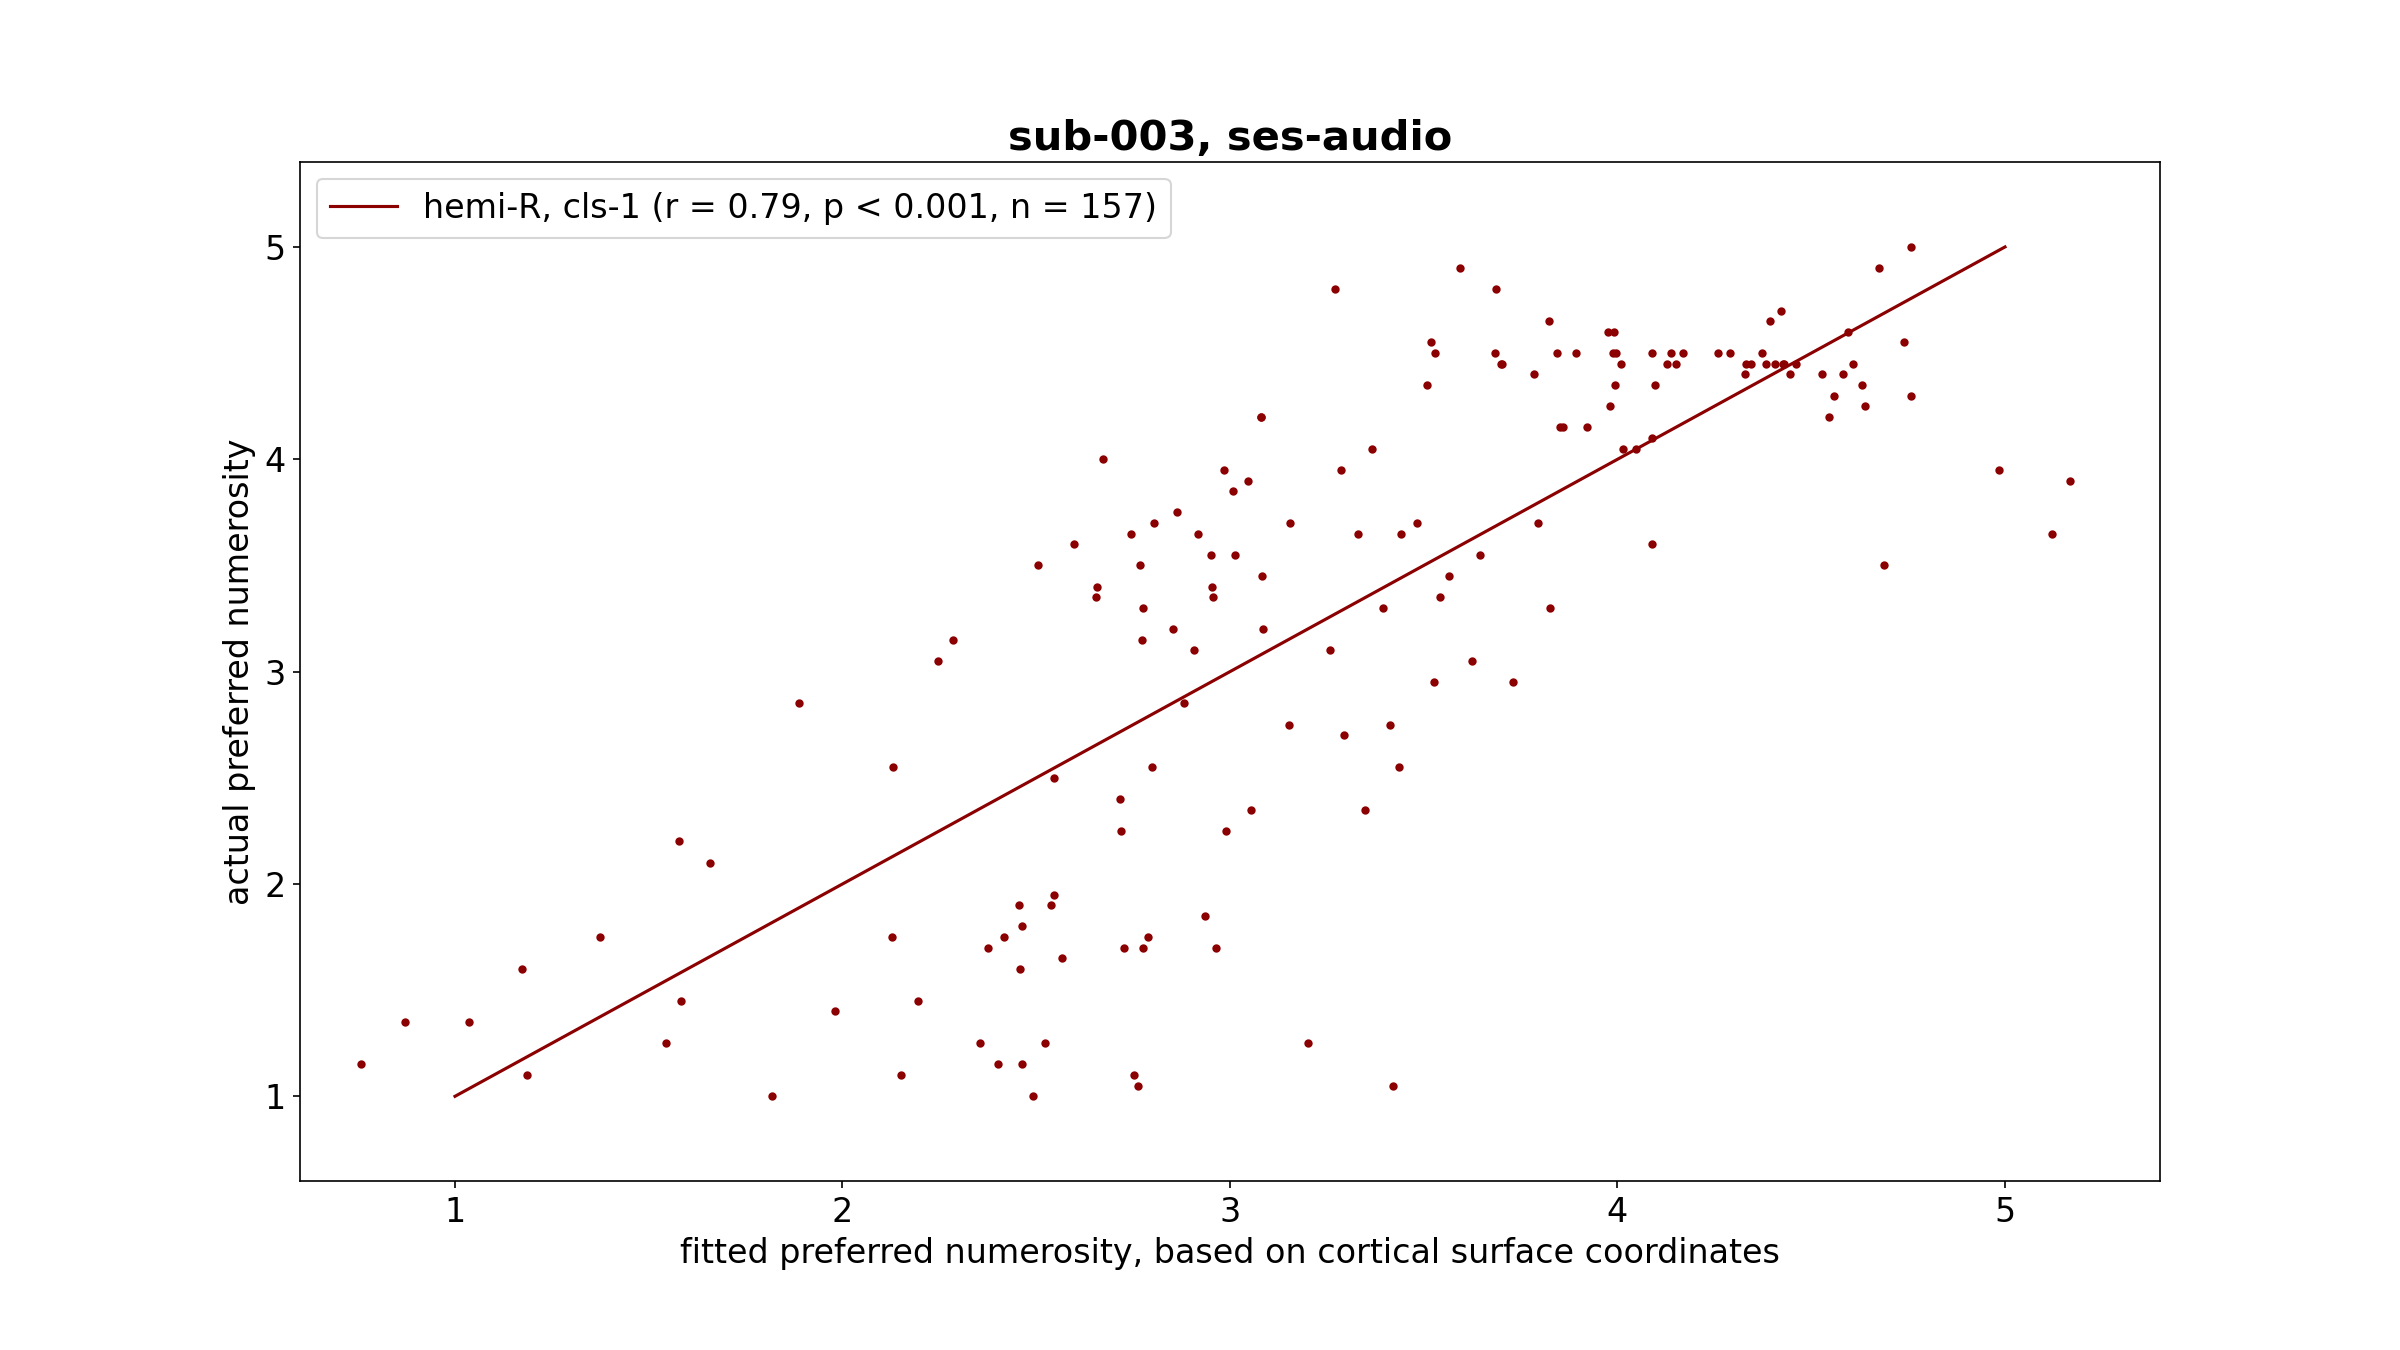 sub-003, ses-audio
hemi-R, cls-1 (r = 0.79, p < 0.001, n = 157)
5
4
3
2
1
actual preferred numerosity
1 2 3 4 5
fitted preferred numerosity, based on cortical surface coordinates